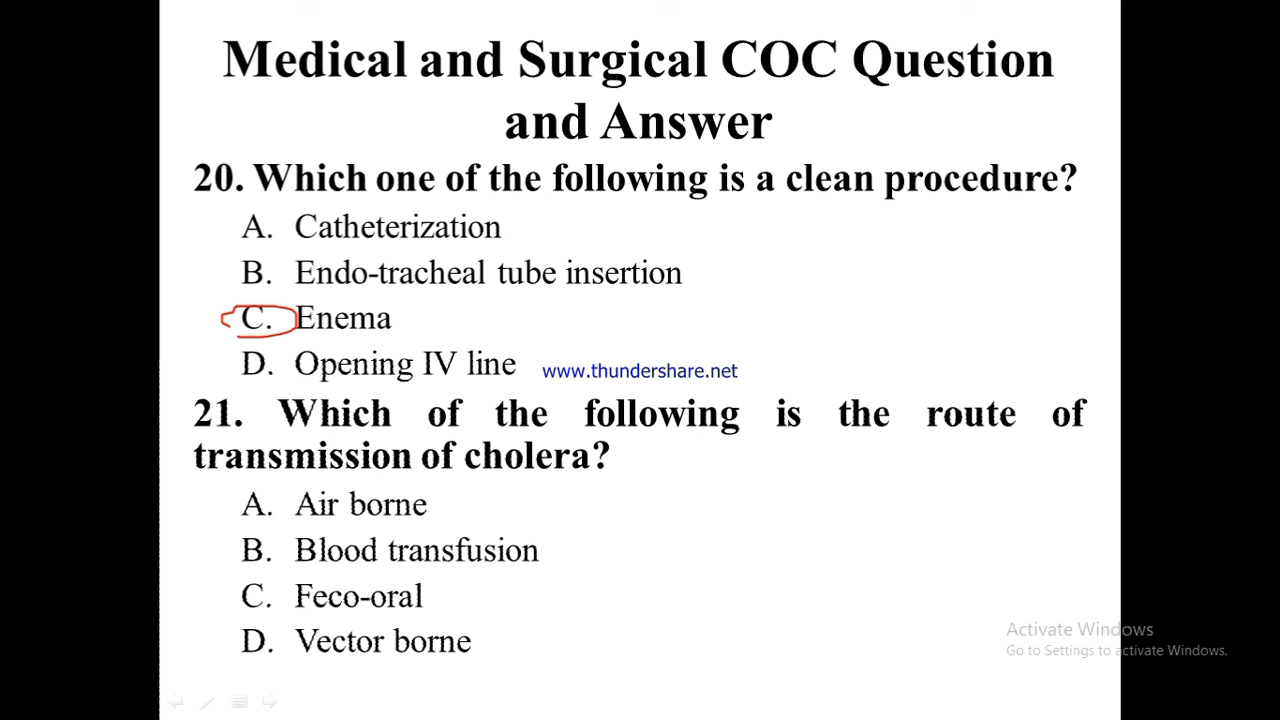 Medical and Surgical COC Question
and Answer
20. Which one of the following is a clean procedure?
A. Catheterization
B. Endo-tracheal tube insertion
C. Enema
D. Opening IV line
www.thundershare.net
21. Which of the following is the route of
transmission of cholera?
A. Air borne
B. Blood transfusion
C. Feco-oral
D. Vector borne
Activate Windows
Go to Settings to activate Windows.